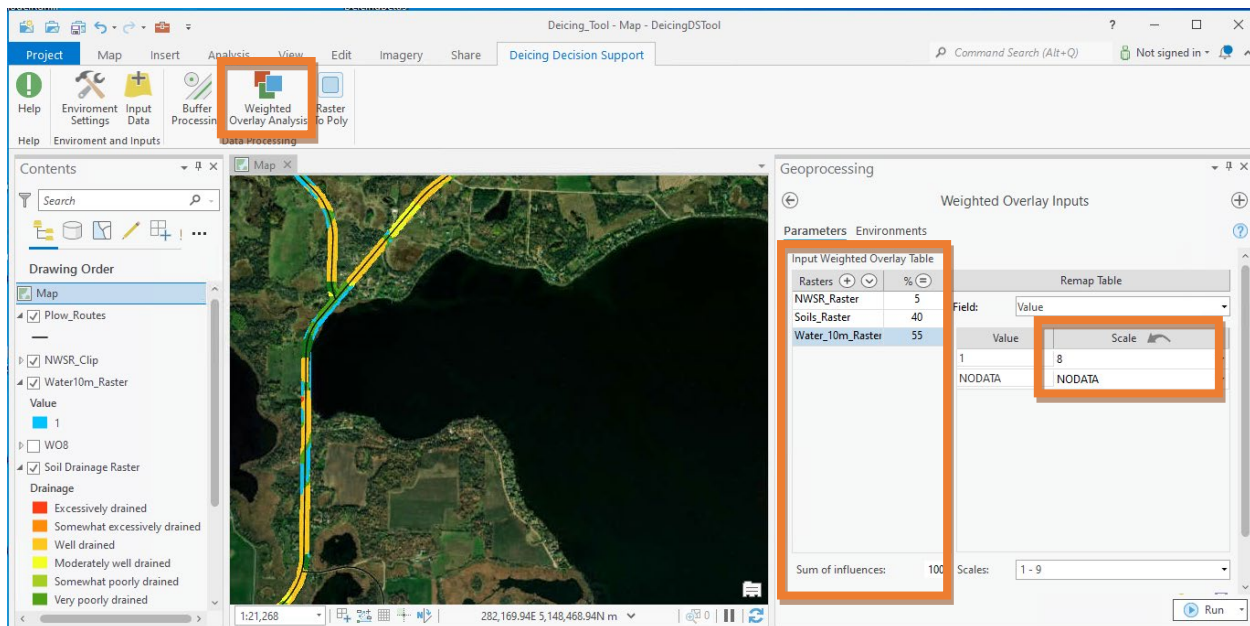 Deicing_Tool - Map - DeicingDSTool
?
Project Map Insert Analysis View Edit Imagery Share Deicing Decision Support
Command Search (Alt+Q) Not signed in
Help Enviroment Input Buffer Weighted Raster
Settings Data Processing Overlay Analysis To Poly
Help Enviroment and Inputs Data Processing
Contents
Search
Drawing Order
Map
Plow_Routes
NWSR_Clip
Water10m_Raster
Value
1
WO8
Soil Drainage Raster
Drainage
Excessively drained
Somewhat excessively drained
Well drained
Moderately well drained
Somewhat poorly drained
Very poorly drained
Map
1:21,268 282,169.94E 5,148,468.94N m 0
Geoprocessing
Weighted Overlay Inputs
Parameters Environments
Input Weighted Overlay Table
Rasters % Remap Table
NWSR_Raster 5 Field: Value
Soils_Raster 40
Water_10m_Raster 55 Value Scale
1 8
NODATA NODATA
Sum of influences: 100 Scales: 1 - 9
Run